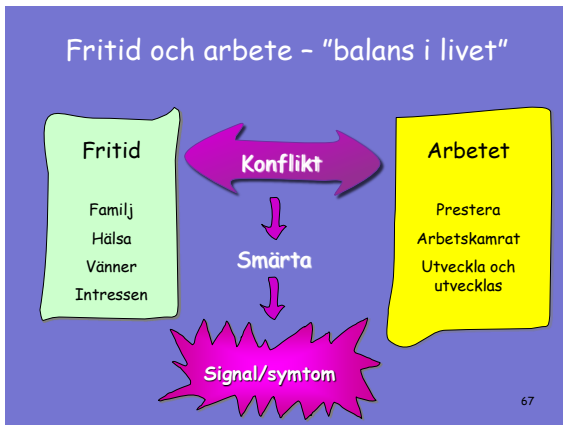 Fritid och arbete – ”balans i livet”
Fritid
Familj
Hälsa
Vänner
Intressen
Konflikt
Smärta
Signal/symtom
Arbetet
Prestera
Arbetskamrat
Utveckla och
utvecklas
67